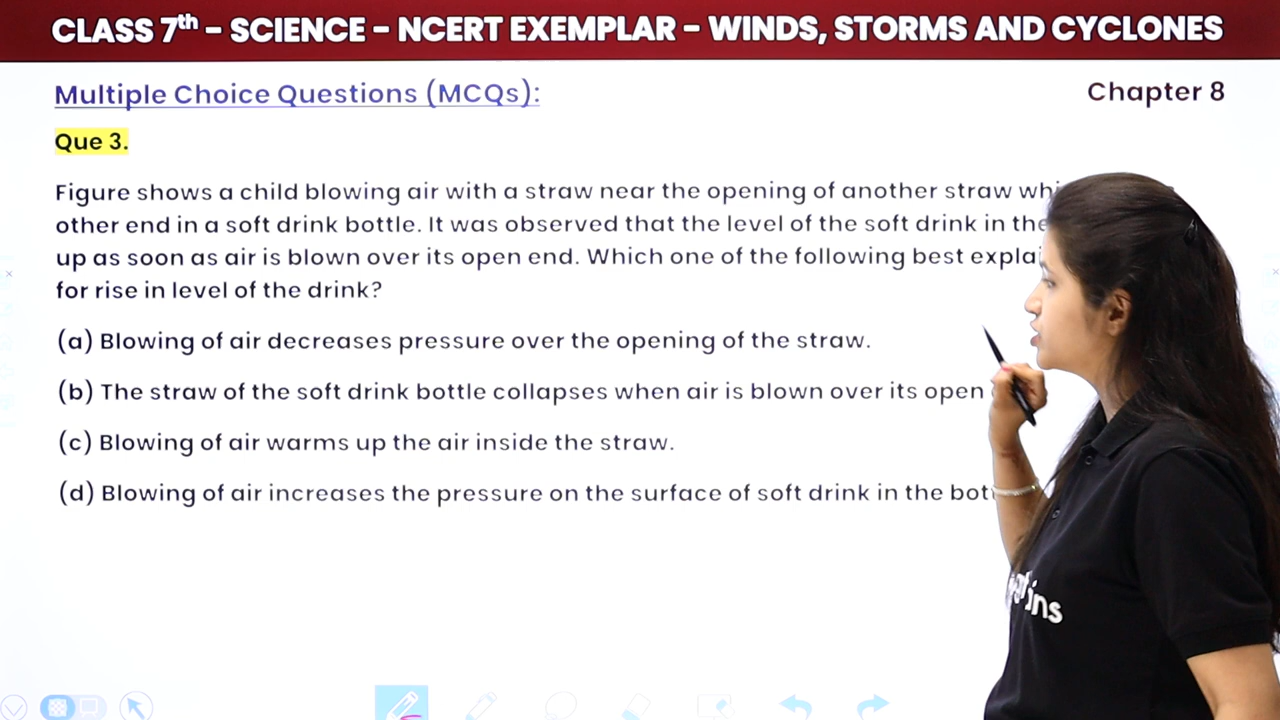 CLASS 7th – SCIENCE – NCERT EXEMPLAR – WINDS, STORMS AND CYCLONES
Multiple Choice Questions (MCQs):
Chapter 8
Que 3.
Figure shows a child blowing air with a straw near the opening of another straw
other end in a soft drink bottle. It was observed that the level of the soft drink in the
up as soon as air is blown over its open end. Which one of the following best
for rise in level of the drink?
(a) Blowing of air decreases pressure over the opening of the straw.
(b) The straw of the soft drink bottle collapses when air is blown over its open
(c) Blowing of air warms up the air inside the straw.
(d) Blowing of air increases the pressure on the surface of soft drink in the